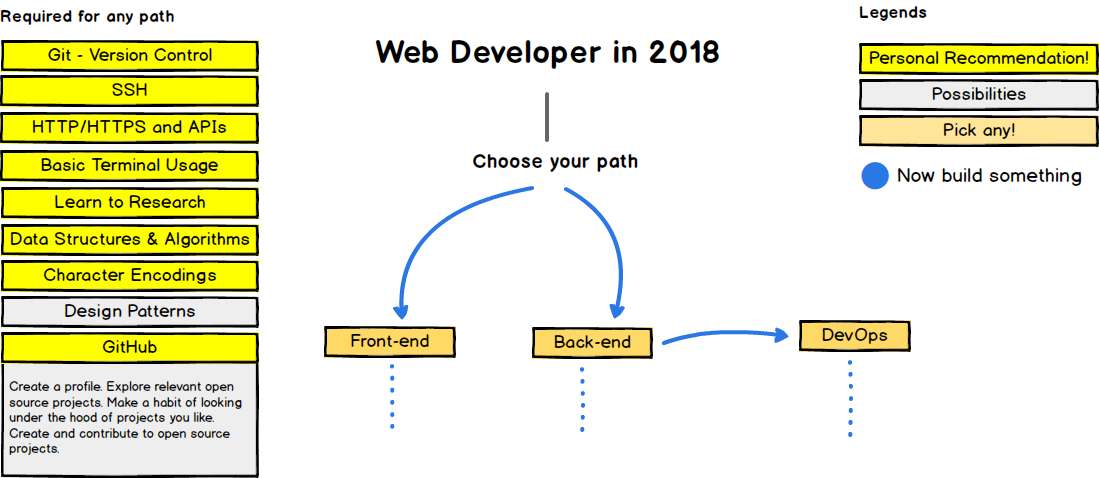 Required for any path
Git - Version Control
SSH
HTTP/HTTPS and APIs
Basic Terminal Usage
Learn to Research
Data Structures & Algorithms
Character Encodings
Design Patterns
GitHub
Create a profile. Explore relevant open
source projects. Make a habit of looking
under the hood of projects you like.
Create and contribute to open source
projects.
Web Developer in 2018
Choose your path
Front-end
Back-end
DevOps
Legends
Personal Recommendation!
Possibilities
Pick any!
Now build something